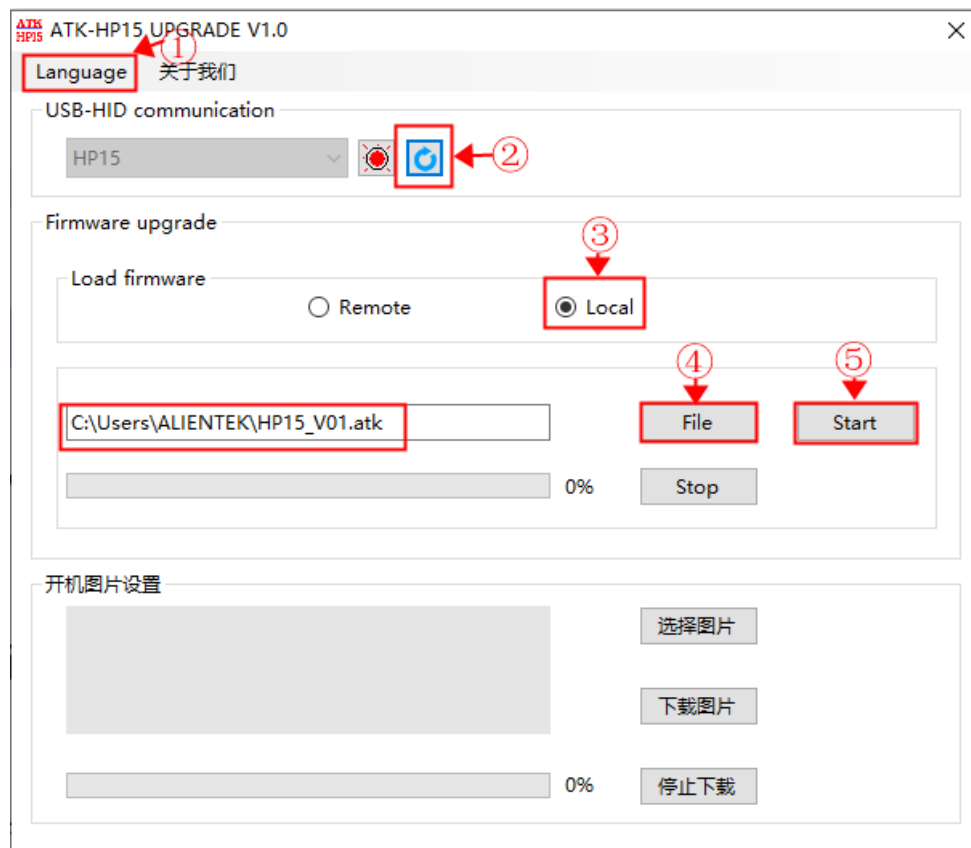 ATK
HP15
ATK-HP15 UPGRADE V1.0
①
Language 关于我们
USB-HID communication
HP15
②
Firmware upgrade
③
Load firmware
Remote Local
④ ⑤
C:\Users\ALIENTEK\HP15_V01.atk File Start
0% Stop
开机图片设置
选择图片
下载图片
0% 停止下载